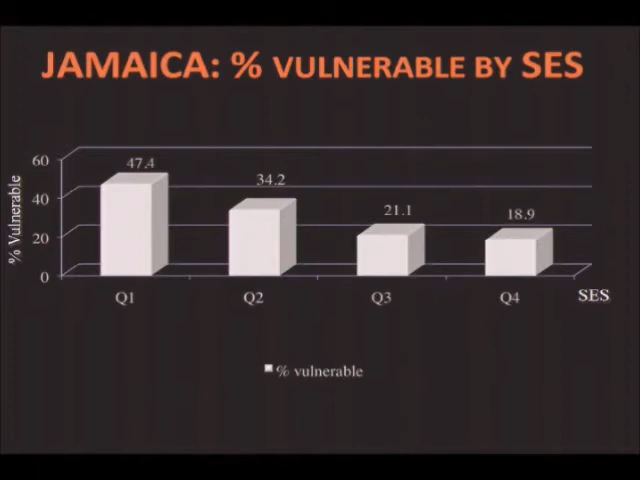 JAMAICA: % VULNERABLE BY SES
60
40
20
0
% Vulnerable
47.4
34.2
21.1
18.9
Q1
Q2
Q3
Q4
SES
% vulnerable